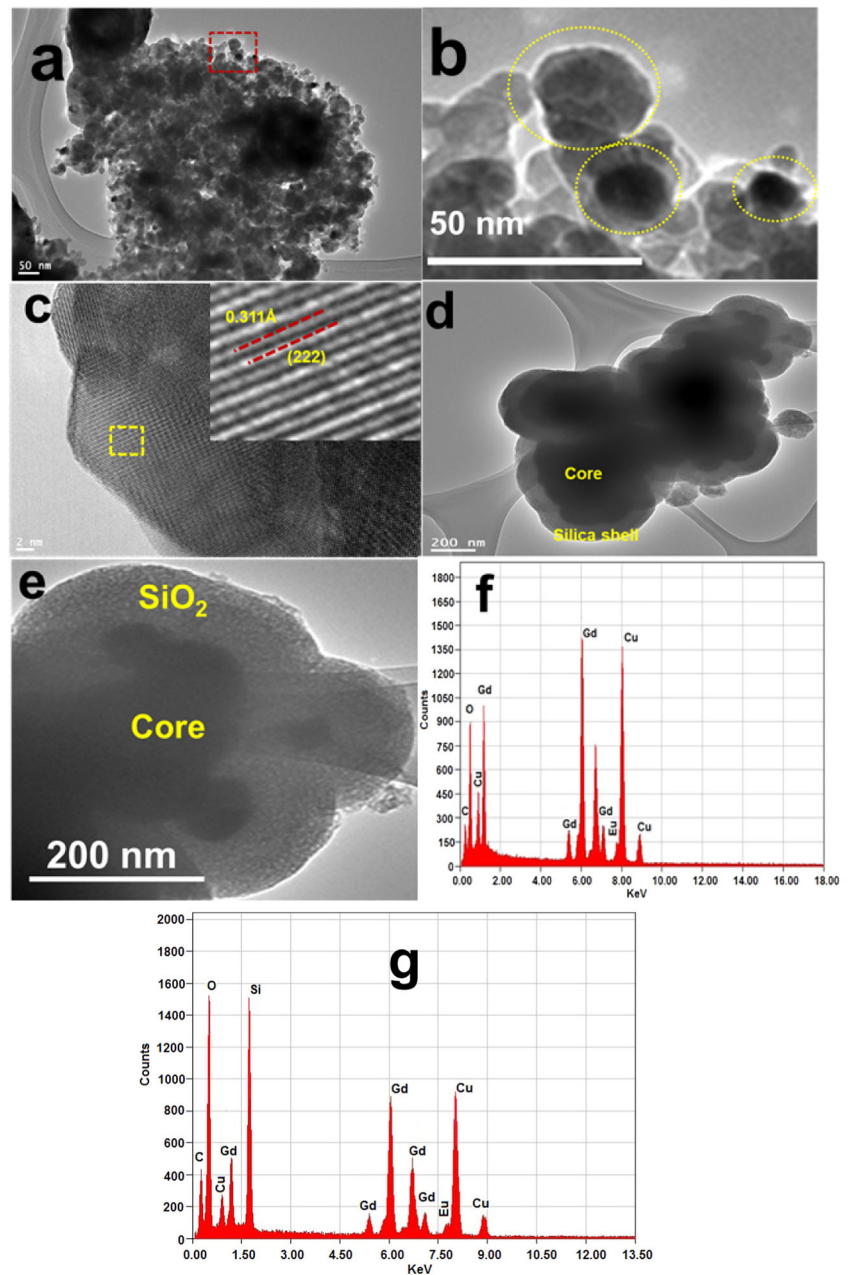 a
50 nm
b
50 nm
c
0.311Å
(222)
2 nm
d
Core
Silica shell
200 nm
e
SiO₂
Core
200 nm
f
1800
1650
1500
1350
1200
1050
900
750
600
450
300
150
0
Counts
C
O
Cu
Gd
Gd
Gd
Gd
Eu
Cu
Cu
0.00 2.00 4.00 6.00 8.00 10.00 12.00 14.00 16.00 18.00
KeV
g
2000
1800
1600
1400
1200
1000
800
600
400
200
0
Counts
C
O
Cu
Gd
Si
Gd
Gd
Gd
Gd
Eu
Cu
Cu
0.00 1.50 3.00 4.50 6.00 7.50 9.00 10.50 12.00 13.50
KeV